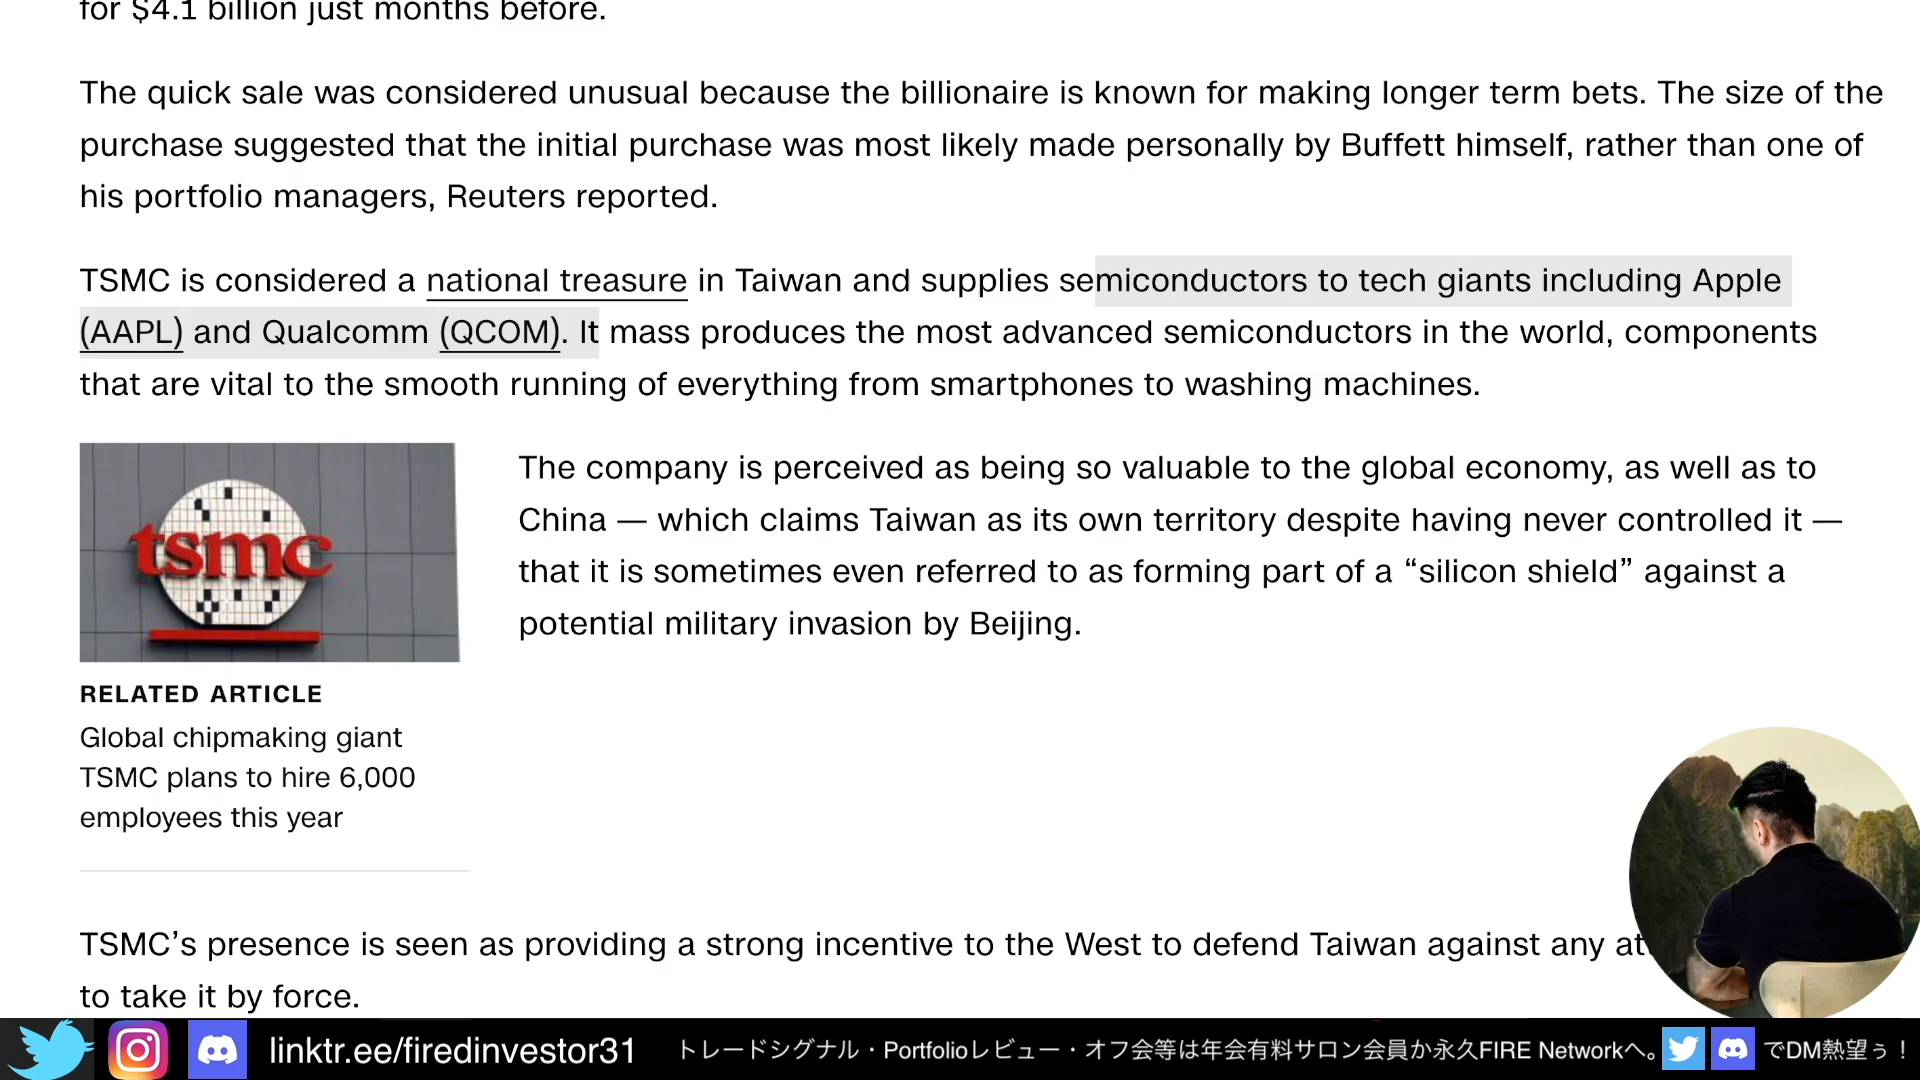 for $4.1 billion just months before.
The quick sale was considered unusual because the billionaire is known for making longer term bets. The size of the
purchase suggested that the initial purchase was most likely made personally by Buffett himself, rather than one of
his portfolio managers, Reuters reported.
TSMC is considered a national treasure in Taiwan and supplies semiconductors to tech giants including Apple
(AAPL) and Qualcomm (QCOM). It mass produces the most advanced semiconductors in the world, components
that are vital to the smooth running of everything from smartphones to washing machines.
tsmc
The company is perceived as being so valuable to the global economy, as well as to
China — which claims Taiwan as its own territory despite having never controlled it —
that it is sometimes even referred to as forming part of a “silicon shield” against a
potential military invasion by Beijing.
RELATED ARTICLE
Global chipmaking giant
TSMC plans to hire 6,000
employees this year
TSMC’s presence is seen as providing a strong incentive to the West to defend Taiwan against any
to take it by force.
linktr.ee/firedinvestor31
トレードシグナル・Portfolioレビュー・オフ会等は年会有料サロン会員か永久FIRE Networkへ。
でDM熱望ぅ！